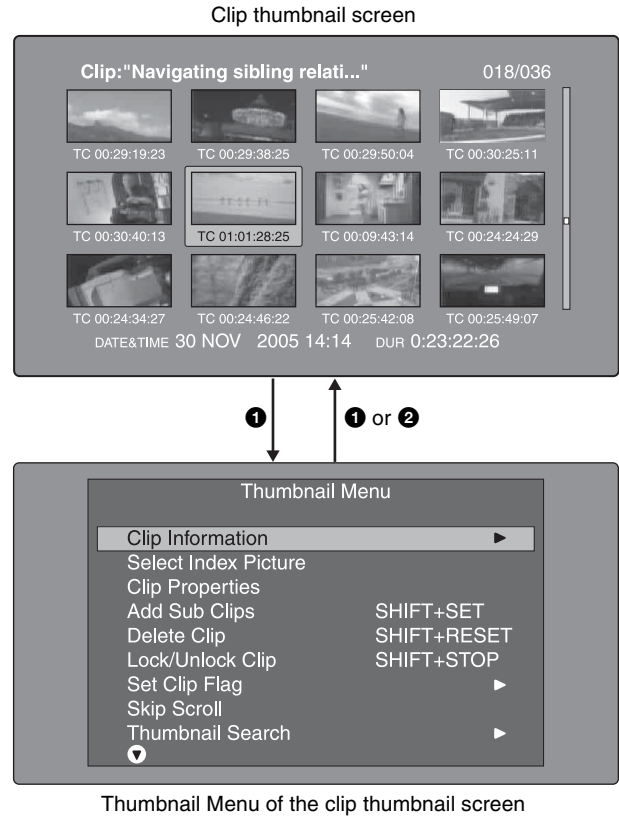 Clip thumbnail screen
Clip:"Navigating sibling relati..." 018/036
TC 00:29:19:23 TC 00:29:38:25 TC 00:29:50:04 TC 00:30:25:11
TC 00:30:40:13 TC 01:01:28:25 TC 00:09:43:14 TC 00:24:24:29
TC 00:24:34:27 TC 00:24:46:22 TC 00:25:42:08 TC 00:25:49:07
DATE&TIME 30 NOV 2005 14:14 DUR 0:23:22:26
❶ ❶ or ❷
Thumbnail Menu
Clip Information
Select Index Picture
Clip Properties
Add Sub Clips SHIFT+SET
Delete Clip SHIFT+RESET
Lock/Unlock Clip SHIFT+STOP
Set Clip Flag
Skip Scroll
Thumbnail Search
Thumbnail Menu of the clip thumbnail screen